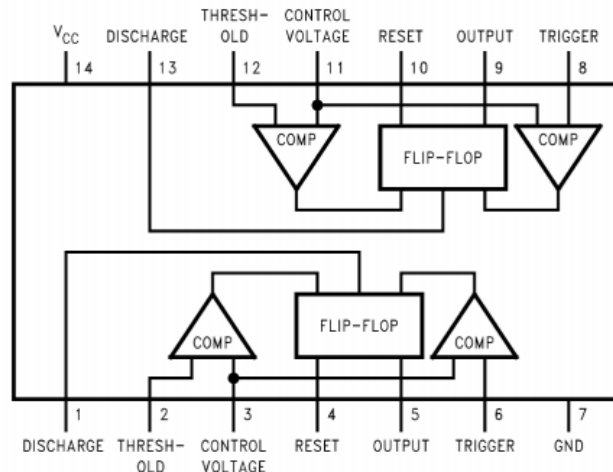 THRESH- CONTROL
V_CC DISCHARGE OLD VOLTAGE RESET OUTPUT TRIGGER
14 13 12 11 10 9 8
COMP FLIP-FLOP COMP
COMP FLIP-FLOP COMP
1 2 3 4 5 6 7
DISCHARGE THRESH- CONTROL RESET OUTPUT TRIGGER GND
OLD VOLTAGE